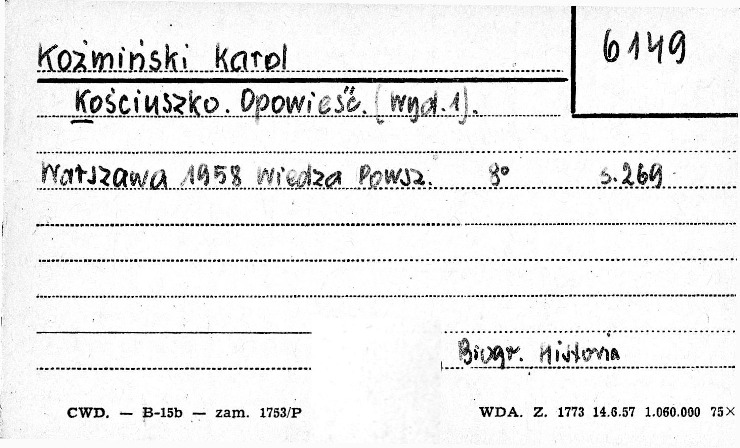 Koźmiński Karol
6149
Kościuszko. Opowieść. (Wyd. 1).
Warszawa 1958 Wiedza Powsz. 8° s. 269
Biogr. Historia
CWD. — B-15b — zam. 1753/P
WDA. Z. 1773 14.6.57 1.060.000 75×